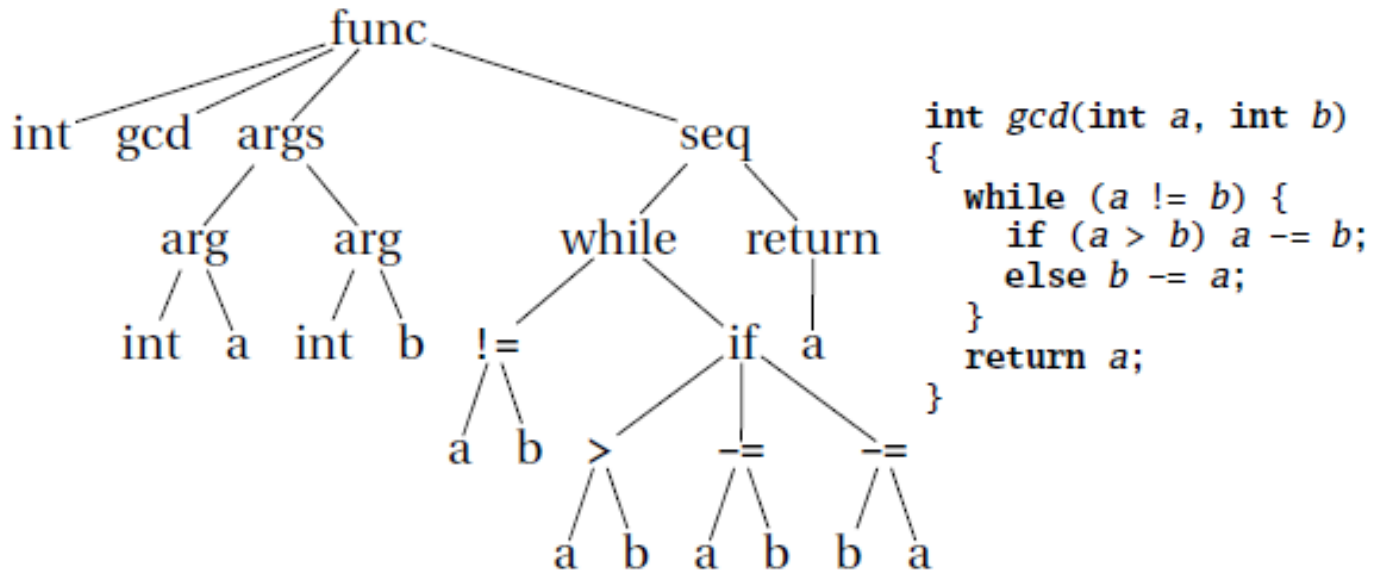 func
int gcd args seq
arg arg while return
int a int b != if a
a b > -= -=
a b a b b a
int gcd(int a, int b)
{
while (a != b) {
if (a > b) a -= b;
else b -= a;
}
return a;
}